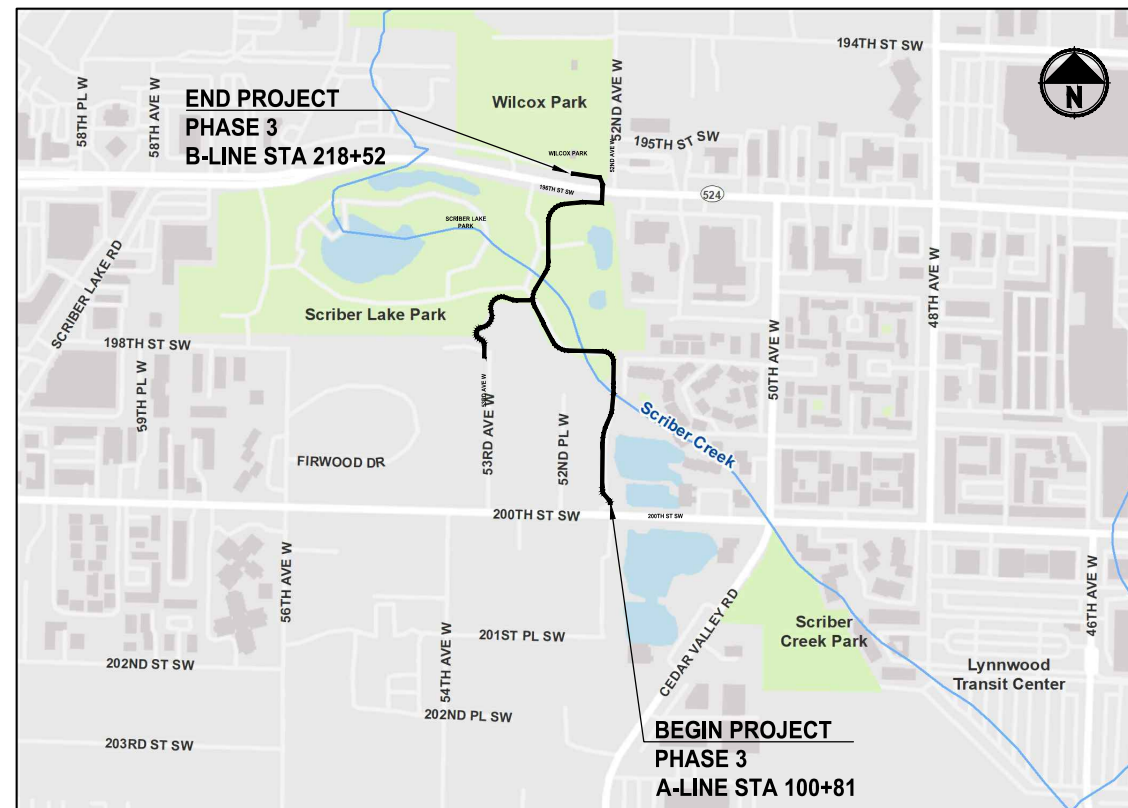 194TH ST SW
58TH PL W
58TH AVE W
END PROJECT
PHASE 3
B-LINE STA 218+52
Wilcox Park
WILCOX PARK
52ND AVE W
52ND AVE W
195TH ST SW
N
196TH ST SW
524
SCRIBER LAKE
PARK
SCRIBER LAKE RD
Scriber Lake Park
198TH ST SW
59TH PL W
53RD AVE W
53RD AVE W
52ND PL W
50TH AVE W
48TH AVE W
Scriber Creek
FIRWOOD DR
200TH ST SW
200TH ST SW
56TH AVE W
54TH AVE W
201ST PL SW
202ND ST SW
202ND PL SW
203RD ST SW
CEDAR VALLEY RD
Scriber
Creek Park
46TH AVE W
Lynnwood
Transit Center
BEGIN PROJECT
PHASE 3
A-LINE STA 100+81